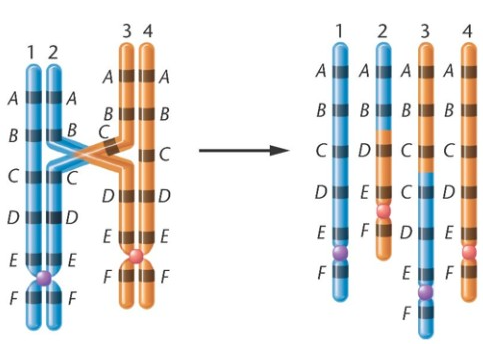 1 2
A A
B B
C C
D D
E E
F F
3 4
A A
B B
C C
D D
E E
F F
1 2 3 4
A A A A
B B B B
C D C C
D E C D
E F D E
F E F
F